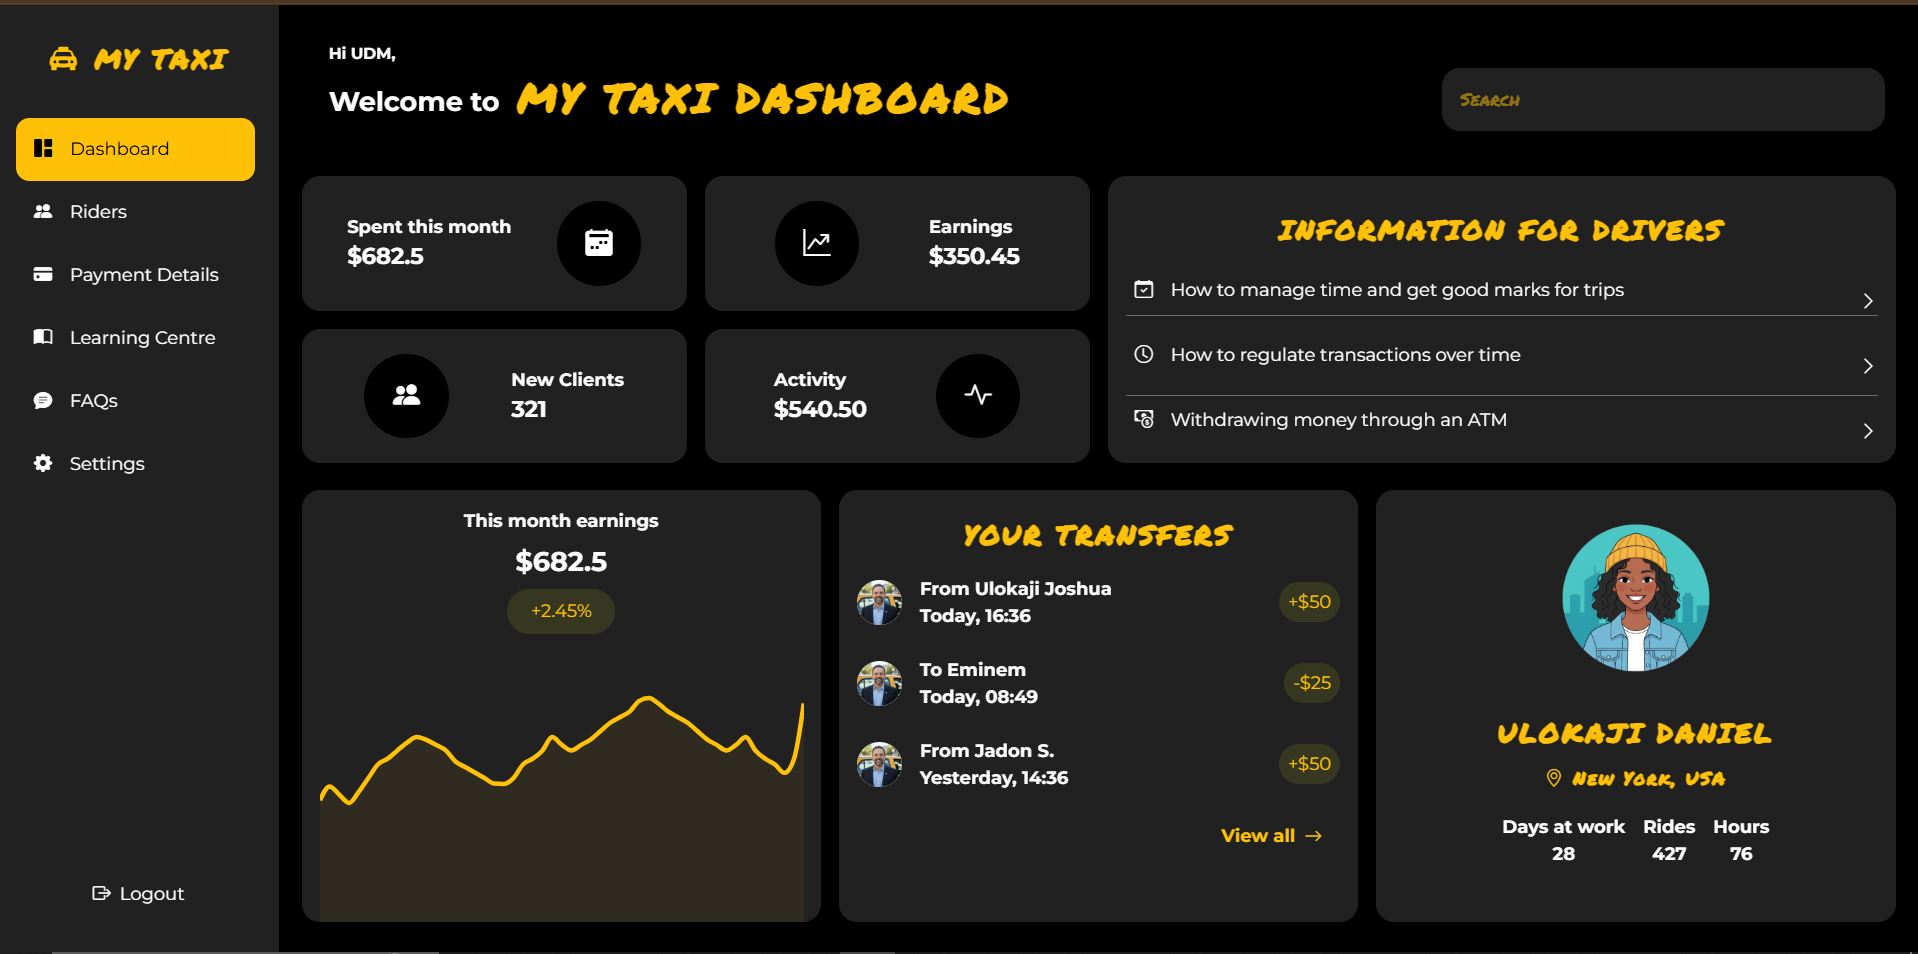 MY TAXI
Dashboard
Riders
Payment Details
Learning Centre
FAQs
Settings
Logout
Hi UDM,
Welcome to MY TAXI DASHBOARD
Search
Spent this month
$682.5
Earnings
$350.45
New Clients
321
Activity
$540.50
INFORMATION FOR DRIVERS
How to manage time and get good marks for trips
How to regulate transactions over time
Withdrawing money through an ATM
This month earnings
$682.5
+2.45%
YOUR TRANSFERS
From Ulokaji Joshua
Today, 16:36
+$50
To Eminem
Today, 08:49
-$25
From Jadon S.
Yesterday, 14:36
+$50
View all
ULOKAJI DANIEL
New York, USA
Days at work Rides Hours
28 427 76